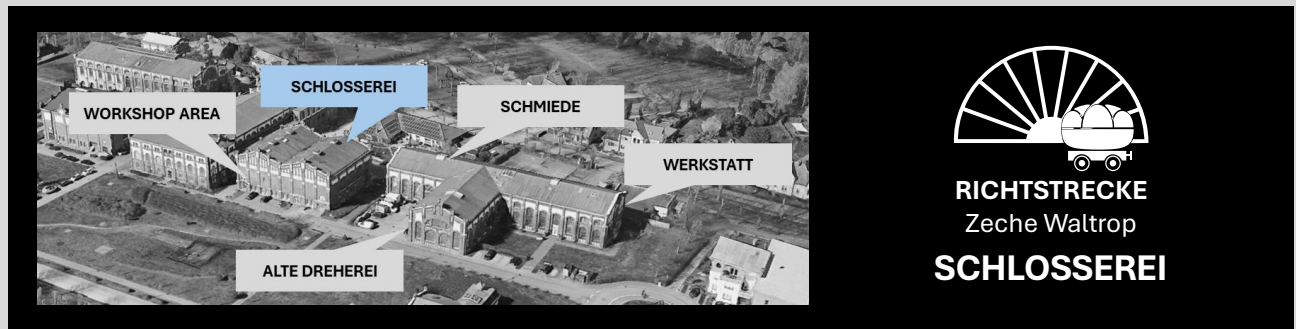 SCHLOSSEREI
WORKSHOP AREA
SCHMIEDE
WERKSTATT
ALTE DREHEREI
RICHTSTRECKE
Zeche Waltrop
SCHLOSSEREI